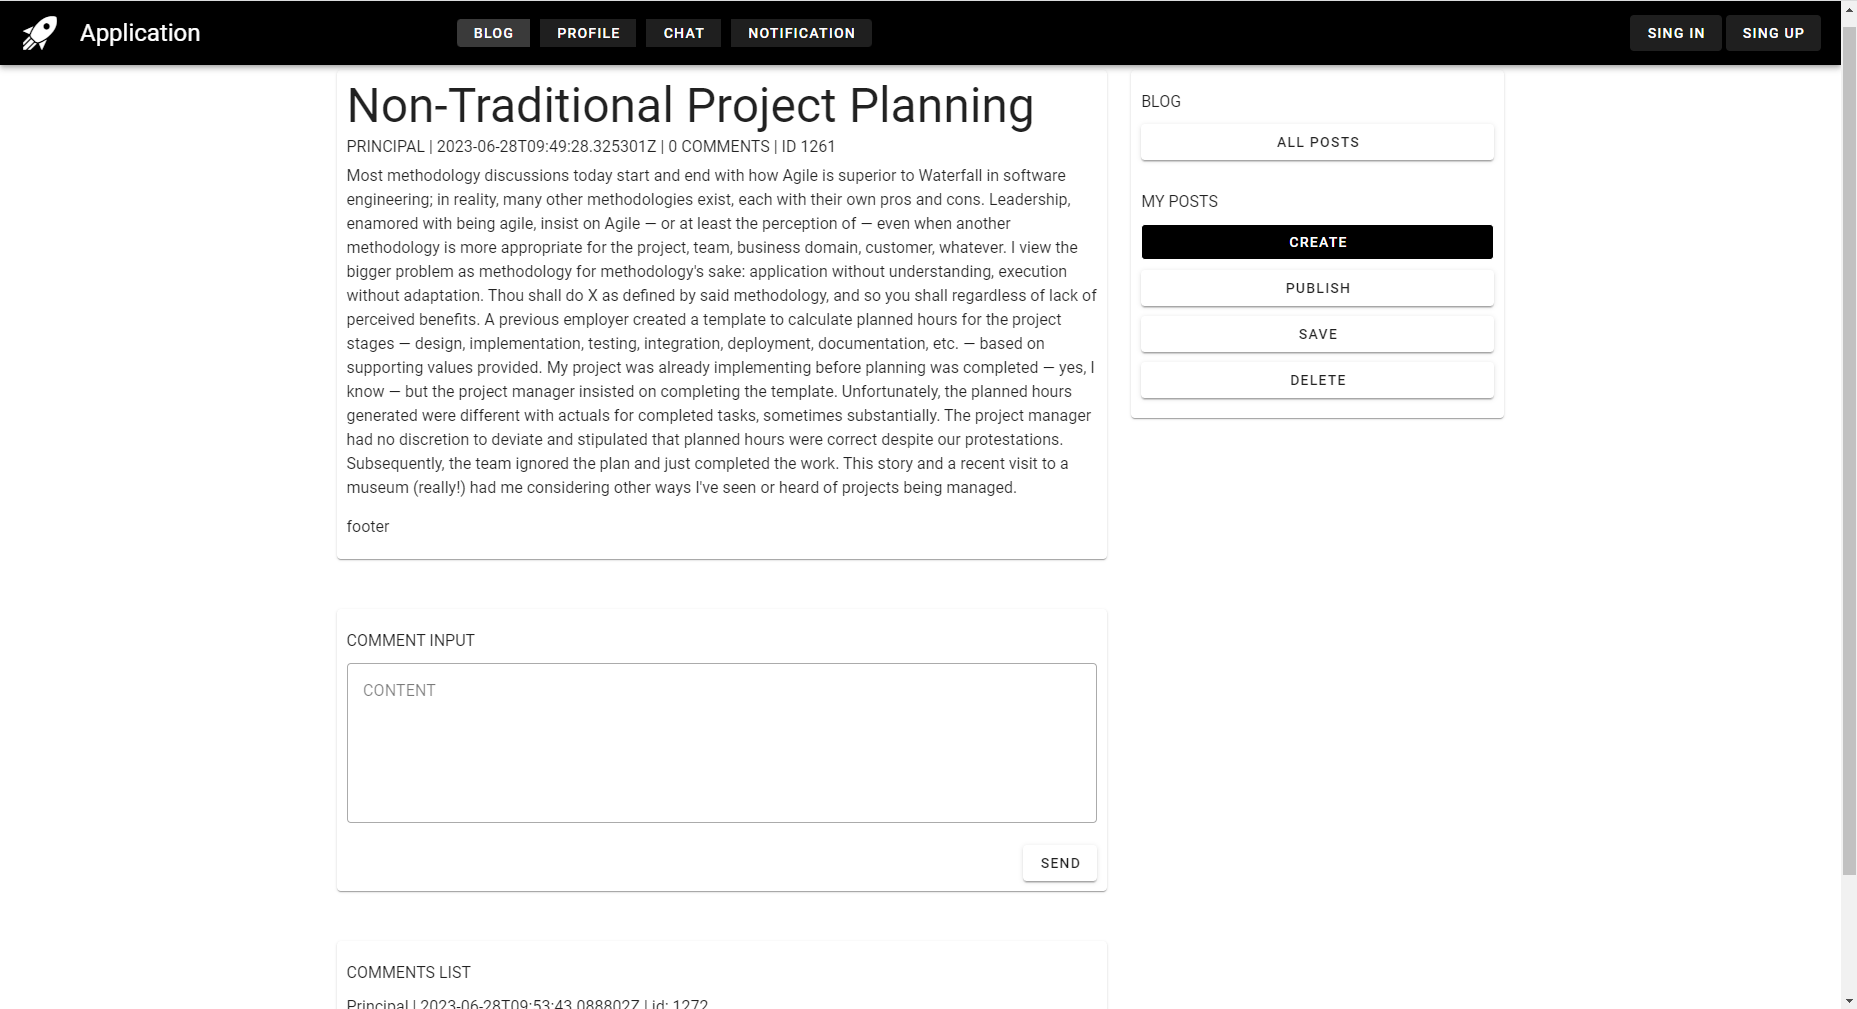 Application
BLOG
PROFILE
CHAT
NOTIFICATION
SING IN
SING UP
Non-Traditional Project Planning
PRINCIPAL | 2023-06-28T09:49:28.325301Z | 0 COMMENTS | ID 1261
Most methodology discussions today start and end with how Agile is superior to Waterfall in software
engineering; in reality, many other methodologies exist, each with their own pros and cons. Leadership,
enamored with being agile, insist on Agile — or at least the perception of — even when another
methodology is more appropriate for the project, team, business domain, customer, whatever. I view the
bigger problem as methodology for methodology's sake: application without understanding, execution
without adaptation. Thou shall do X as defined by said methodology, and so you shall regardless of lack of
perceived benefits. A previous employer created a template to calculate planned hours for the project
stages — design, implementation, testing, integration, deployment, documentation, etc. — based on
supporting values provided. My project was already implementing before planning was completed — yes, I
know — but the project manager insisted on completing the template. Unfortunately, the planned hours
generated were different with actuals for completed tasks, sometimes substantially. The project manager
had no discretion to deviate and stipulated that planned hours were correct despite our protestations.
Subsequently, the team ignored the plan and just completed the work. This story and a recent visit to a
museum (really!) had me considering other ways I've seen or heard of projects being managed.
footer
COMMENT INPUT
CONTENT
SEND
COMMENTS LIST
Principal | 2023-06-28T09:53:43.088802Z | id: 1272
BLOG
ALL POSTS
MY POSTS
CREATE
PUBLISH
SAVE
DELETE